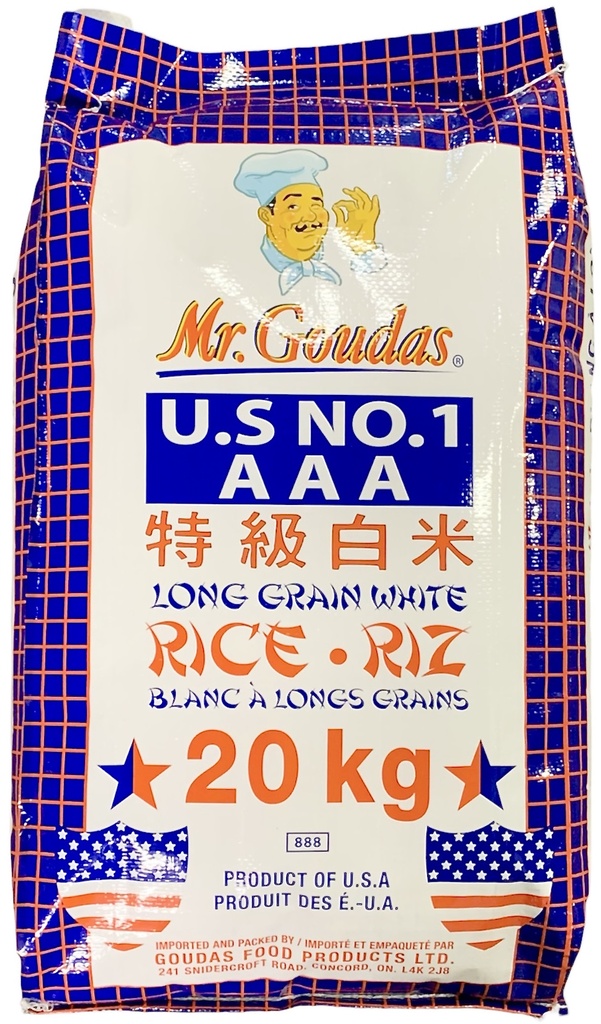 Mr. Goudas®
U.S NO.1
AAA
特級白米
LONG GRAIN WHITE
RICE • RIZ
BLANC À LONGS GRAINS
20 kg
888
PRODUCT OF U.S.A
PRODUIT DES É.-U.A.
IMPORTED AND PACKED BY / IMPORTÉ ET EMPAQUETÉ PAR
GOUDAS FOOD PRODUCTS LTD.
241 SNIDERCROFT ROAD, CONCORD, ON. L4K 2J8